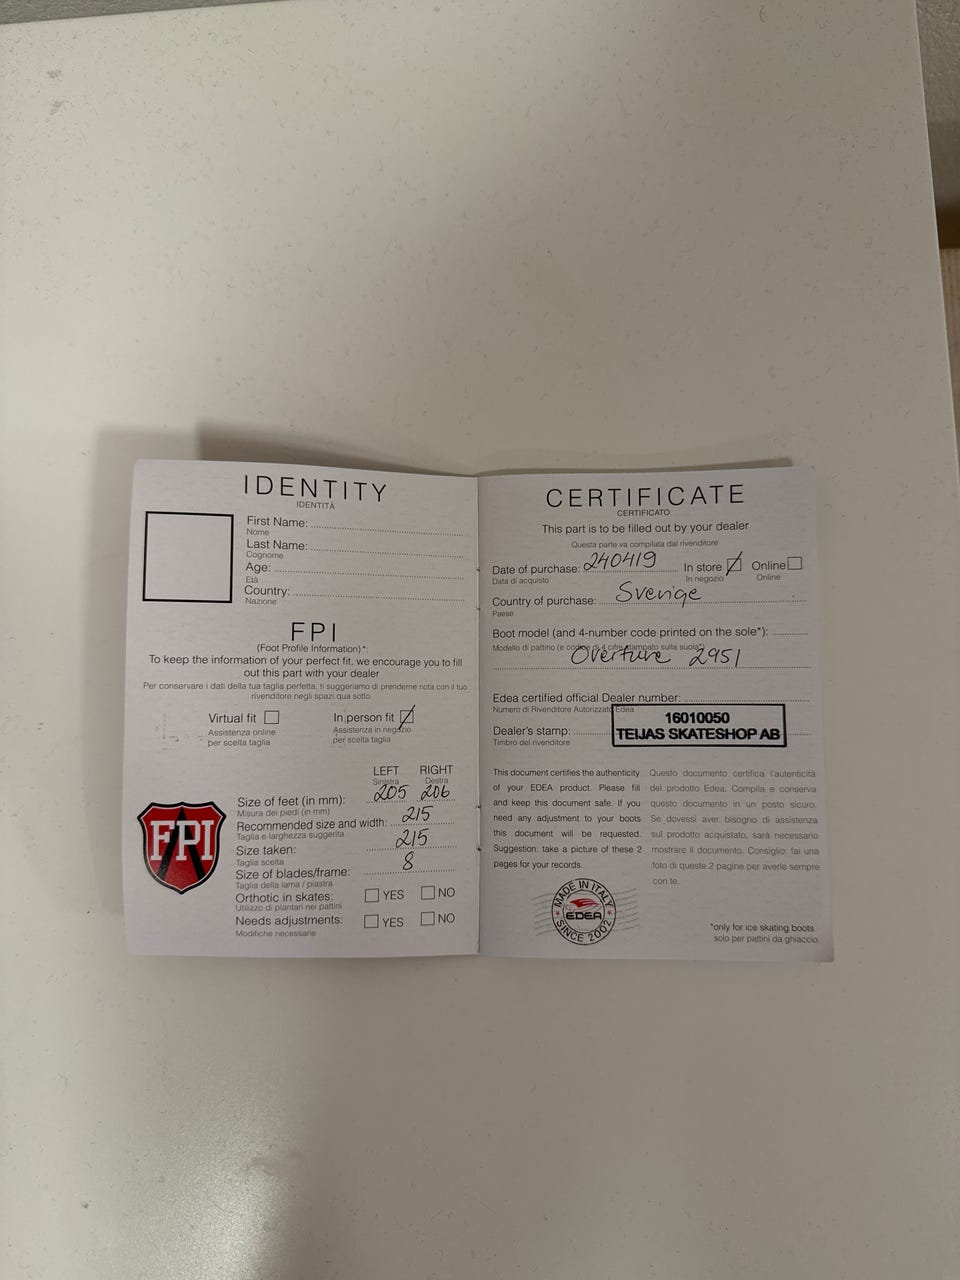 IDENTITY
IDENTITÀ
First Name:
Nome
Last Name:
Cognome
Age:
Età
Country:
Nazione
FPI
(Foot Profile Information)*:
To keep the information of your perfect fit, we encourage you to fill
out this part with your dealer
Per conservare i dati della tua taglia perfetta, ti suggeriamo di prenderne nota con il tuo
rivenditore negli spazi qua sotto.
Virtual fit
Assistenza online
per scelta taglia
In person fit
Assistenza in negozio
per scelta taglia
LEFT RIGHT
Sinistra Destra
Size of feet (in mm): 205 206
Misura dei piedi (in mm)
Recommended size and width: 215
Taglia e larghezza suggerita
Size taken: 215
Taglia scelta
Size of blades/frame: 8
Taglia della lama / piastra
Orthotic in skates: YES NO
Utilizzo di plantari nei pattini
Needs adjustments: YES NO
Modifiche necessarie
FPI
CERTIFICATE
CERTIFICATO
This part is to be filled out by your dealer
Questa parte va compilata dal rivenditore
Date of purchase: 240419 In store Online
Data di acquisto In negozio Online
Country of purchase: Sverige
Paese
Boot model (and 4-number code printed on the sole*):
Modello di pattino (e codice di 4 cifre stampato sulla suola*)
Overture 2951
Edea certified official Dealer number:
Numero di Rivenditore Autorizzato Edea
Dealer's stamp:
Timbro del rivenditore
16010050
TEIJAS SKATESHOP AB
This document certifies the authenticity
of your EDEA product. Please fill
and keep this document safe. If you
need any adjustment to your boots
this document will be requested.
Suggestion: take a picture of these 2
pages for your records.
Questo documento certifica l'autenticità
del prodotto Edea. Compila e conserva
questo documento in un posto sicuro.
Se dovessi aver bisogno di assistenza
sul prodotto acquistato, sarà necessario
mostrare il documento. Consiglio: fai una
foto di queste 2 pagine per averle sempre
con te.
MADE IN ITALY
EDEA
SINCE 2002
*only for ice skating boots
solo per pattini da ghiaccio